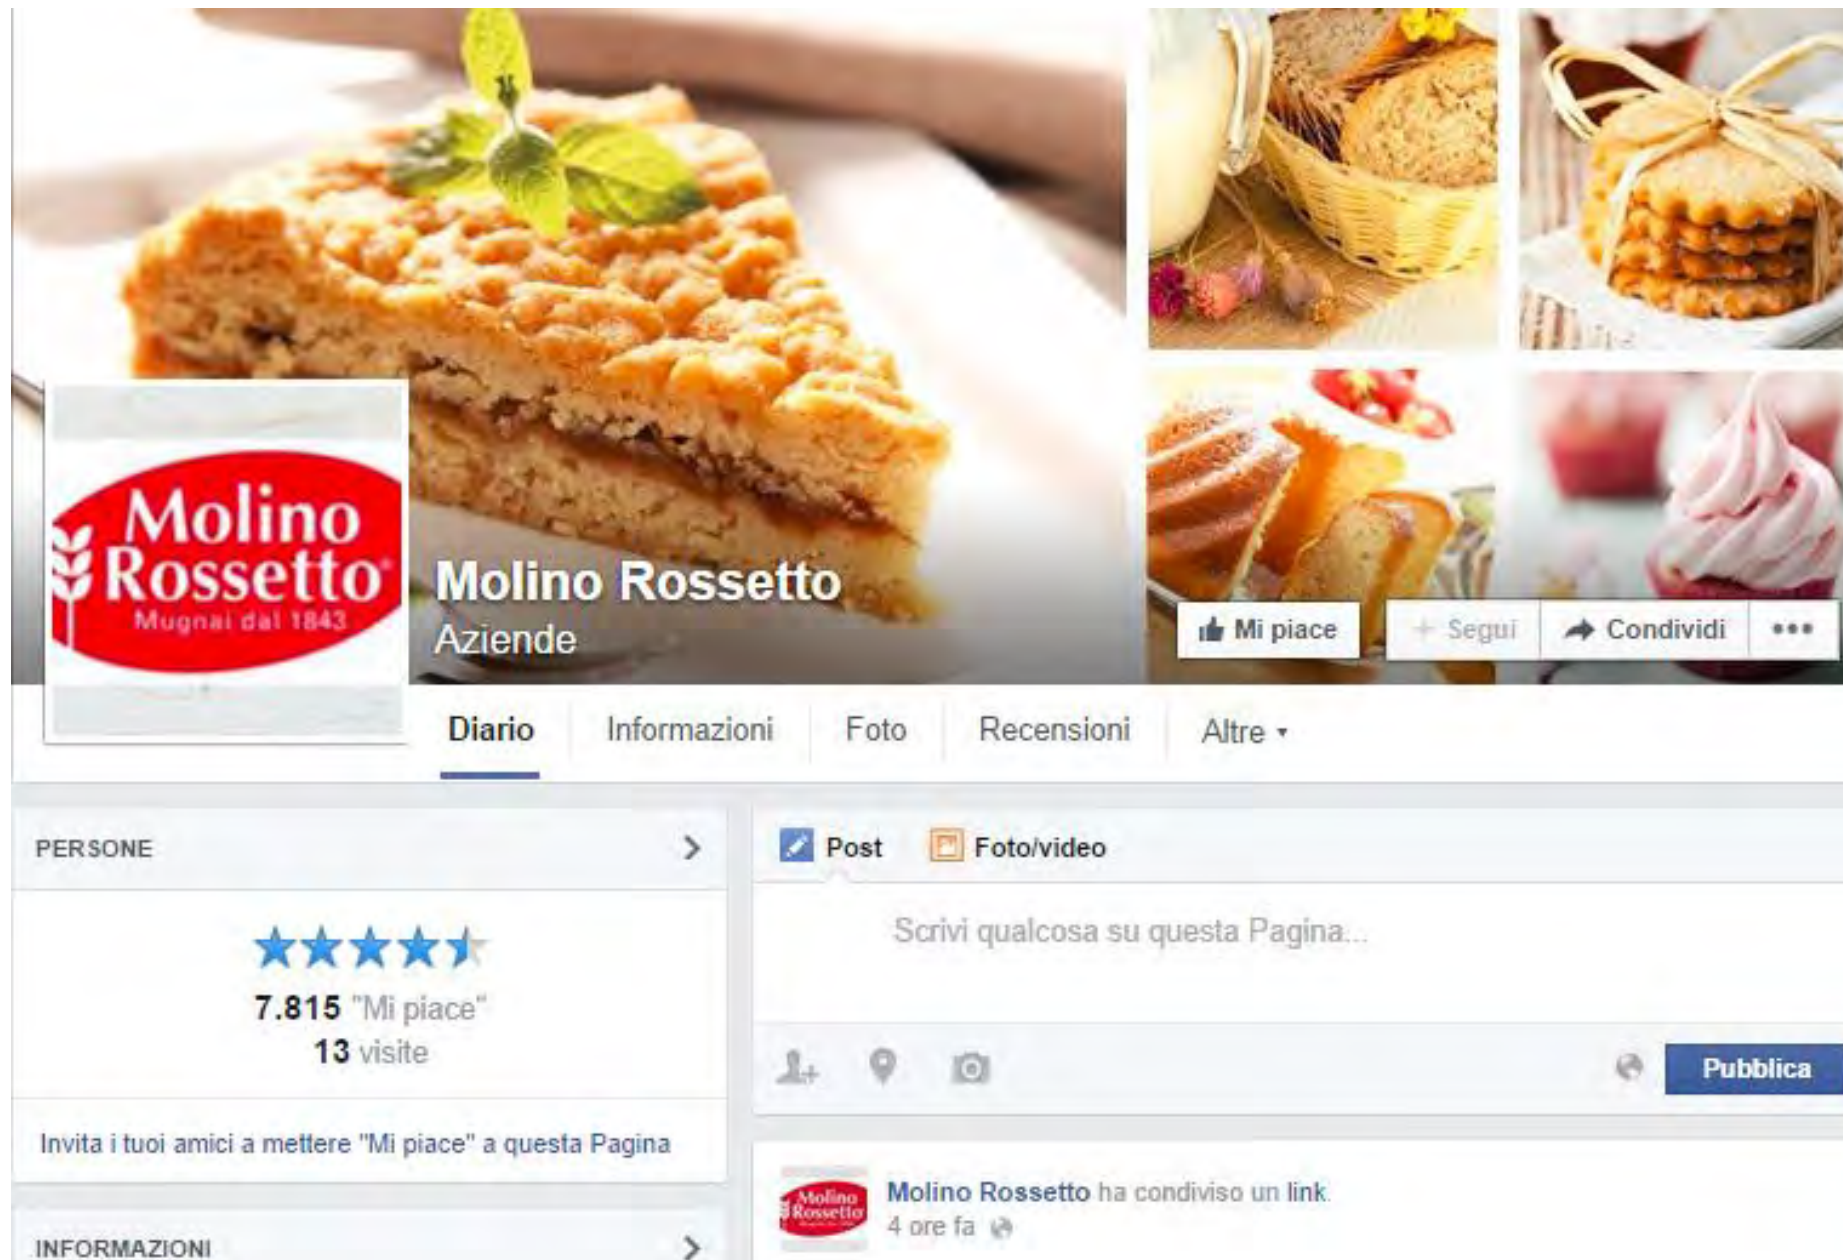 Molino
Rossetto
Mugnai dal 1843
Molino Rossetto
Aziende
Mi piace
+ Segui
Condividi
Diario
Informazioni
Foto
Recensioni
Altre
PERSONE
7.815 "Mi piace"
13 visite
Invita i tuoi amici a mettere "Mi piace" a questa Pagina
INFORMAZIONI
Post
Foto/video
Scrivi qualcosa su questa Pagina...
Pubblica
Molino
Rossetto
Molino Rossetto ha condiviso un link.
4 ore fa